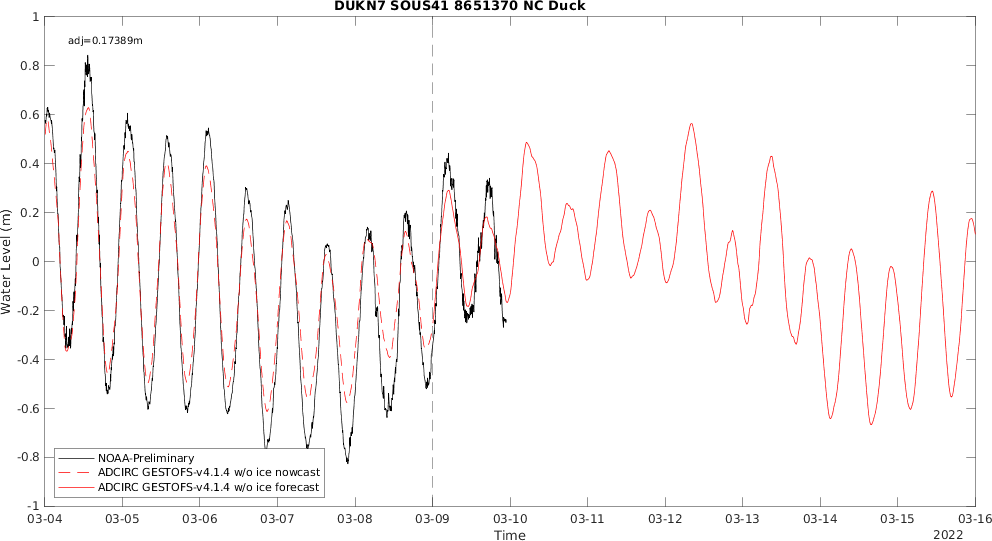 DUKN7 SOUS41 8651370 NC Duck
adj=0.17389m
1
0.8
0.6
0.4
0.2
0
-0.2
-0.4
-0.6
-0.8
-1
Water Level (m)
NOAA-Preliminary
ADCIRC GESTOFS-v4.1.4 w/o ice nowcast
ADCIRC GESTOFS-v4.1.4 w/o ice forecast
03-04 03-05 03-06 03-07 03-08 03-09 03-10 03-11 03-12 03-13 03-14 03-15 03-16
Time
2022